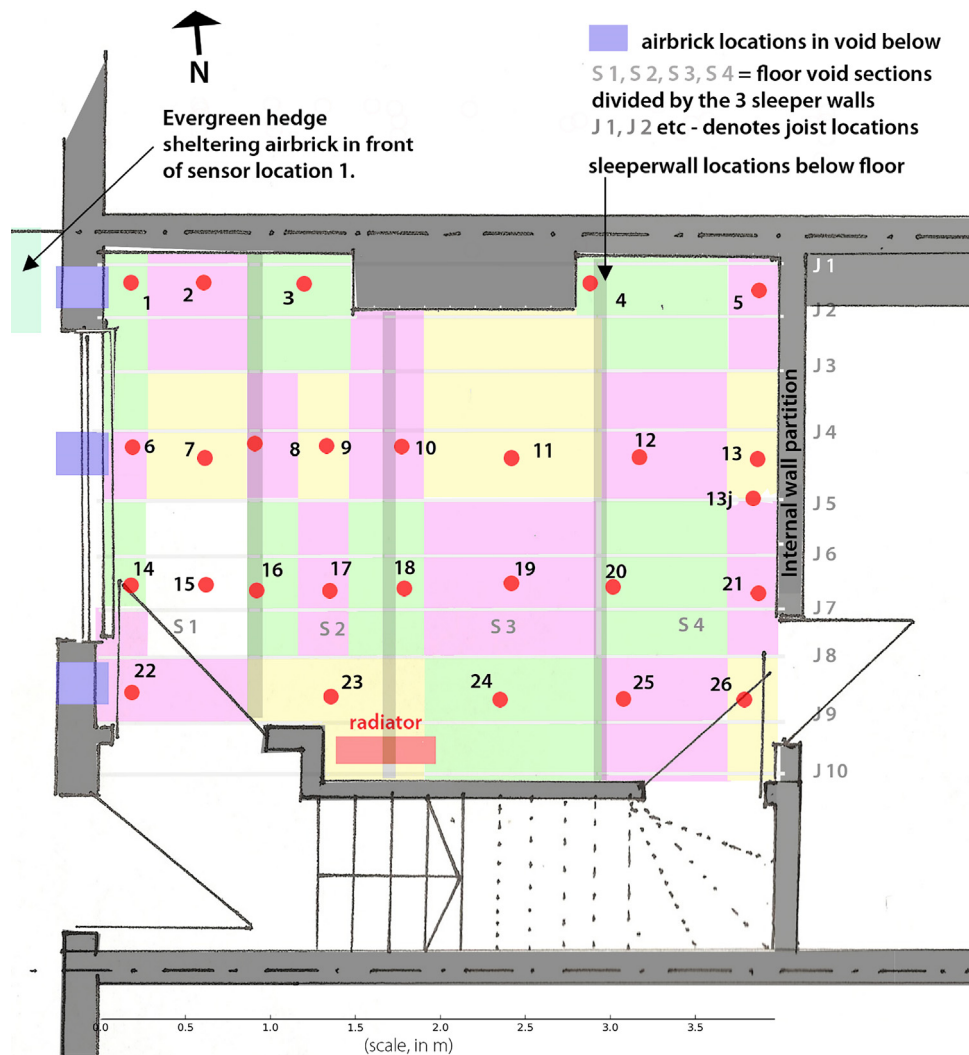 N
airbrick locations in void below
S 1, S 2, S 3, S 4 = floor void sections
divided by the 3 sleeper walls
J 1, J 2 etc - denotes joist locations
Evergreen hedge
sheltering airbrick in front
of sensor location 1.
sleeperwall locations below floor
J 1
1
2
3
4
5
J 2
J 3
J 4
6
7
8
9
10
11
12
13
13j
J 5
Internal wall partition
J 6
14
15
16
17
18
19
20
21
J 7
S 1
S 2
S 3
S 4
J 8
22
23
24
25
26
J 9
radiator
J 10
0.0
0.5
1.0
1.5
2.0
2.5
3.0
3.5
(scale, in m)